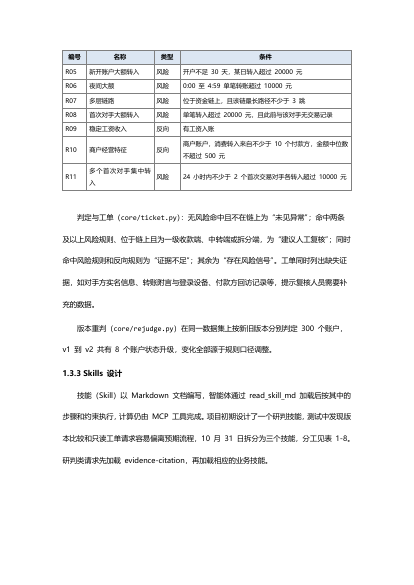 编号 名称 类型 条件
R05 新开账户大额转入 风险 开户不足 30 天，某日转入超过 20000 元
R06 夜间大额 风险 0:00 至 4:59 单笔转账超过 10000 元
R07 多层链路 风险 位于资金链上，且该链最长路径不少于 3 跳
R08 首次对手大额转入 风险 单笔转入超过 20000 元，且此前与该对手无交易记录
R09 稳定工资收入 反向 有工资入账
R10 商户经营特征 反向 商户账户，消费转入来自不少于 10 个付款方，金额中位数
不超过 500 元
R11 多个首次对手集中转
入 风险 24 小时内不少于 2 个首次交易对手各转入超过 10000 元
判定与工单（core/ticket.py）：无风险命中且不在链上为“未见异常”；命中两条
及以上风险规则、位于链上且为一级收款端、中转端或拆分端，为“建议人工复核”；同时
命中风险规则和反向规则为“证据不足”；其余为“存在风险信号”。工单同时列出缺失证
据，如对手方实名信息、转账附言与登录设备、付款方回访记录等，提示复核人员需要补
充的数据。
版本重判（core/rejudge.py）在同一数据集上按新旧版本分别判定 300 个账户，
v1 到 v2 共有 8 个账户状态升级，变化全部源于规则口径调整。
1.3.3 Skills 设计
技能（Skill）以 Markdown 文档编写，智能体通过 read_skill_md 加载后按其中的
步骤和约束执行，计算仍由 MCP 工具完成。项目初期设计了一个研判技能，测试中发现版
本比较和只读工单请求容易偏离预期流程，10 月 31 日拆分为三个技能，分工见表 1-8。
研判类请求先加载 evidence-citation，再加载相应的业务技能。